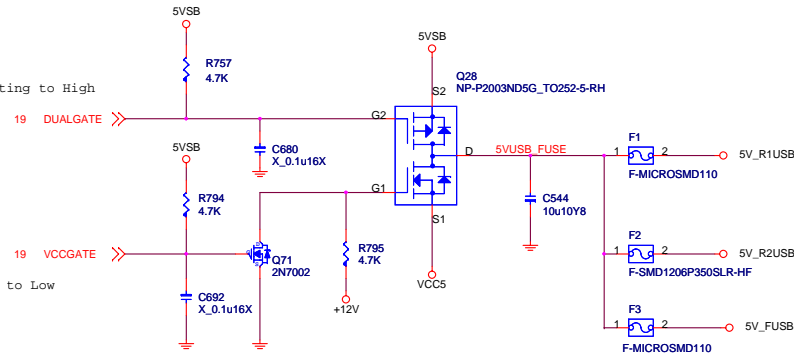 5VSB
R757
4.7K
ting to High
19 DUALGATE
C680
X_0.1u16X
5VSB
R794
4.7K
19 VCCGATE
to Low
C692
X_0.1u16X
Q71
2N7002
R795
4.7K
+12V
5VSB
Q28
NP-P2003ND5G_TO252-5-RH
S2
G2
D
G1
S1
VCC5
5VUSB_FUSE
C544
10u10Y8
F1
1 2
5V_R1USB
F-MICROSMD110
F2
1 2
5V_R2USB
F-SMD1206P350SLR-HF
F3
1 2
5V_FUSB
F-MICROSMD110